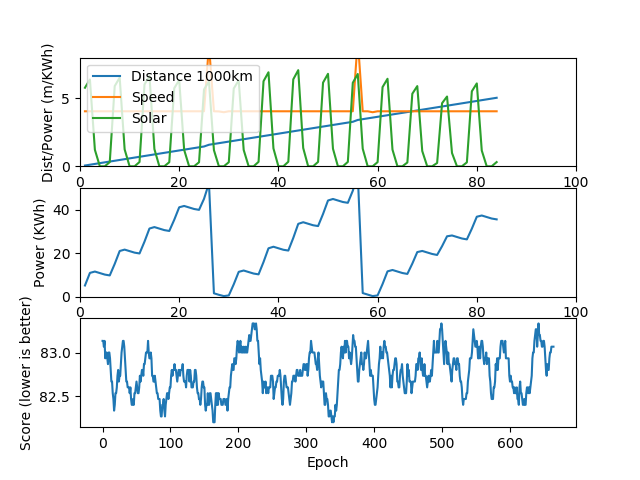 Dist/Power (m/KWh)
5
0
Distance 1000km
Speed
Solar
0 20 40 60 80 100
Power (KWh)
40
20
0
0 20 40 60 80 100
Score (lower is better)
83.0
82.5
0 100 200 300 400 500 600
Epoch